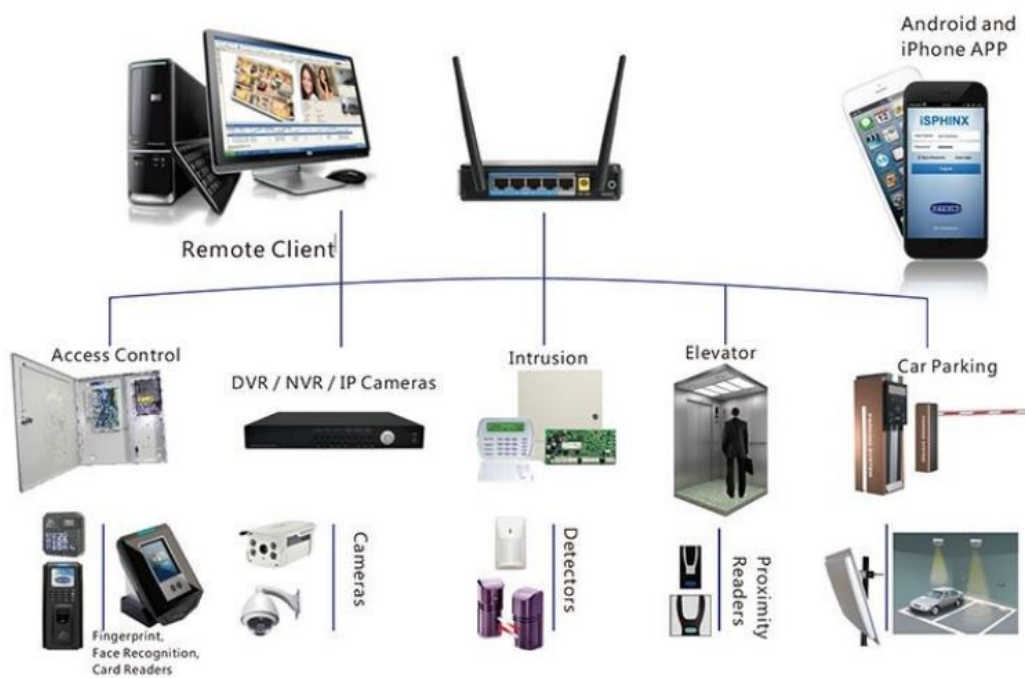 Android and
iPhone APP
iSPHINX
Remote Client
Access Control
DVR / NVR / IP Cameras
Intrusion
Elevator
Car Parking
Fingerprint,
Face Recognition,
Card Readers
Cameras
Detectors
Proximity
Readers